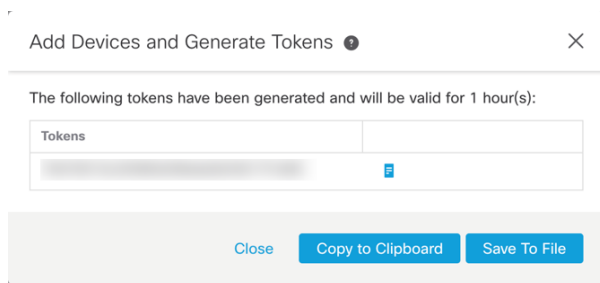 Add Devices and Generate Tokens ?
The following tokens have been generated and will be valid for 1 hour(s):
Tokens
Close Copy to Clipboard Save To File